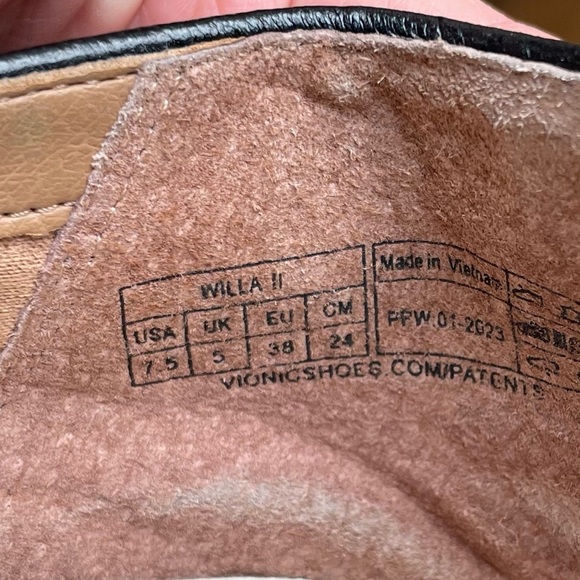 WILLA II
USA UK EU CM
7.5 5 38 24
Made in Vietnam
PPW.01-2023
VIONICSHOES.COM/PATENTS